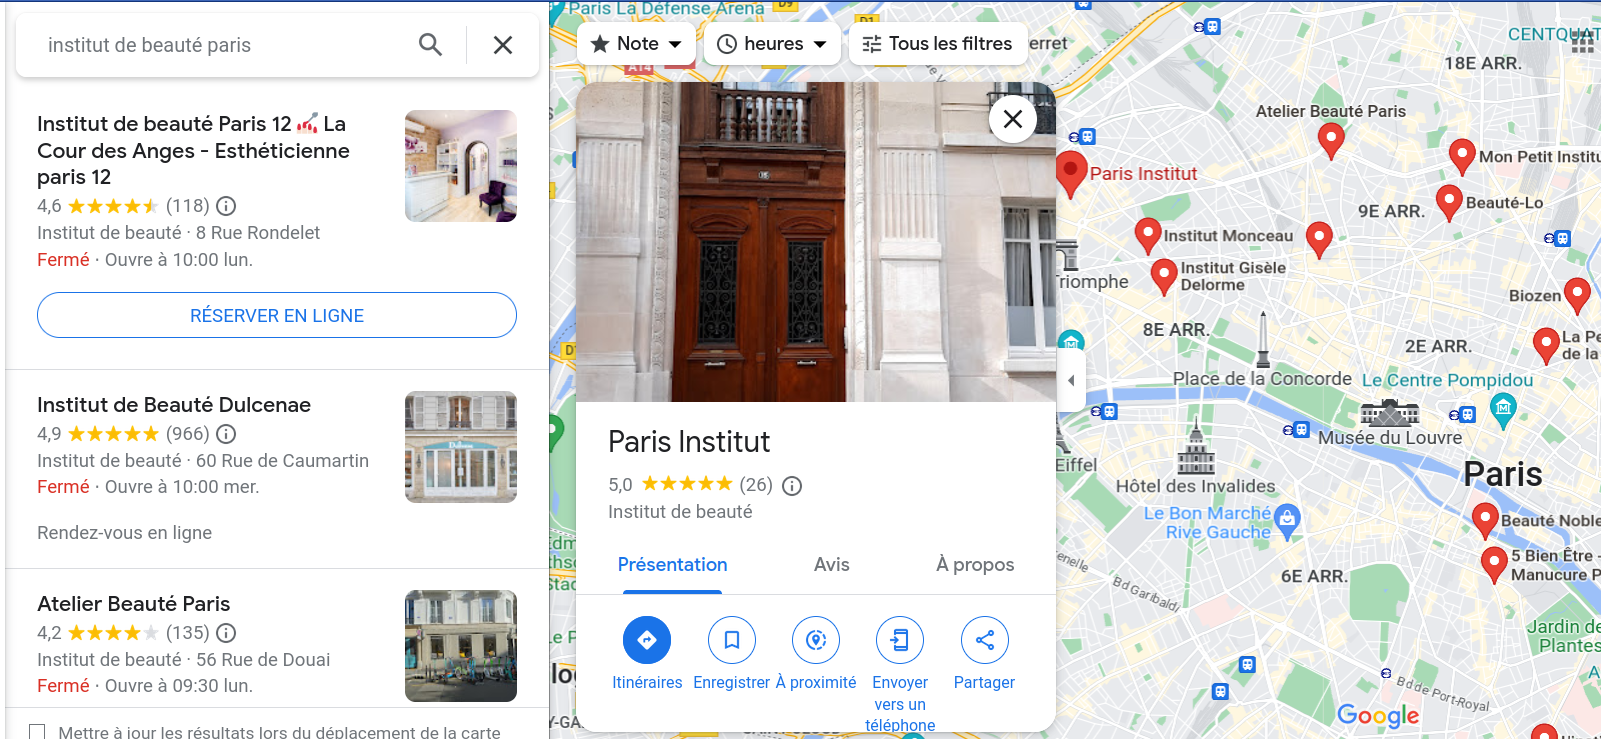 institut de beauté paris
Institut de beauté Paris 12 💅 La
Cour des Anges - Esthéticienne
paris 12
4,6 (118)
Institut de beauté · 8 Rue Rondelet
Fermé · Ouvre à 10:00 lun.
RÉSERVER EN LIGNE
Institut de Beauté Dulcenae
4,9 (966)
Institut de beauté · 60 Rue de Caumartin
Fermé · Ouvre à 10:00 mer.
Rendez-vous en ligne
Atelier Beauté Paris
4,2 (135)
Institut de beauté · 56 Rue de Douai
Fermé · Ouvre à 09:30 lun.
Mettre à jour les résultats lors du déplacement de la carte
Paris La Défense Arena
D9
D1
Note
heures
Tous les filtres
erret
A14
Paris Institut
5,0 (26)
Institut de beauté
Présentation
Avis
À propos
Itinéraires
Enregistrer
À proximité
Envoyer
vers un
téléphone
Partager
CENTQUAT
18E ARR.
Atelier Beauté Paris
Mon Petit Institu
Paris Institut
Beauté-Lo
9E ARR.
Institut Monceau
Institut Gisèle
Delorme
Triomphe
Biozen
8E ARR.
2E ARR.
La Pe
de la
Place de la Concorde
Le Centre Pompidou
Musée du Louvre
Eiffel
Paris
Hôtel des Invalides
Le Bon Marché
Rive Gauche
Beauté Noble
5 Bien Être -
Manucure P
6E ARR.
Bd Garibaldi
Jardin de
Plantes
Bd de Port-Royal
Google